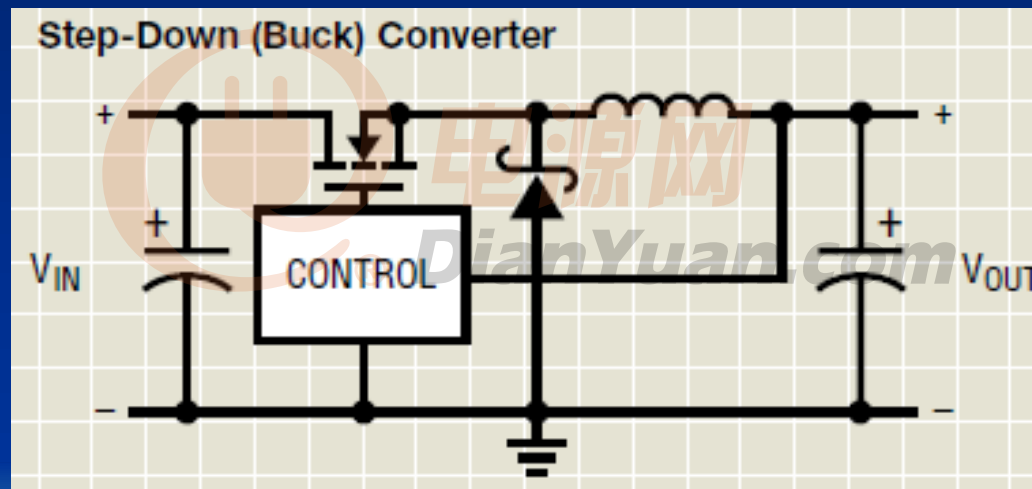 Step-Down (Buck) Converter
+ +
电源网
+ +
DianYuan.com
VIN CONTROL VOUT
− −